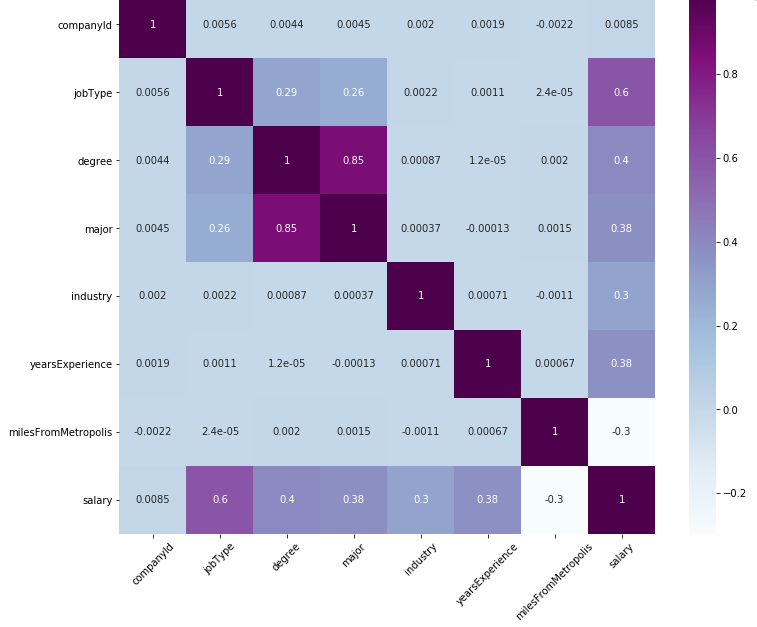 companyId 1 0.0056 0.0044 0.0045 0.002 0.0019 -0.0022 0.0085
jobType 0.0056 1 0.29 0.26 0.0022 0.0011 2.4e-05 0.6
degree 0.0044 0.29 1 0.85 0.00087 1.2e-05 0.002 0.4
major 0.0045 0.26 0.85 1 0.00037 -0.00013 0.0015 0.38
industry 0.002 0.0022 0.00087 0.00037 1 0.00071 -0.0011 0.3
yearsExperience 0.0019 0.0011 1.2e-05 -0.00013 0.00071 1 0.00067 0.38
milesFromMetropolis -0.0022 2.4e-05 0.002 0.0015 -0.0011 0.00067 1 -0.3
salary 0.0085 0.6 0.4 0.38 0.3 0.38 -0.3 1
companyId jobType degree major industry yearsExperience milesFromMetropolis salary
0.8
0.6
0.4
0.2
0.0
−0.2